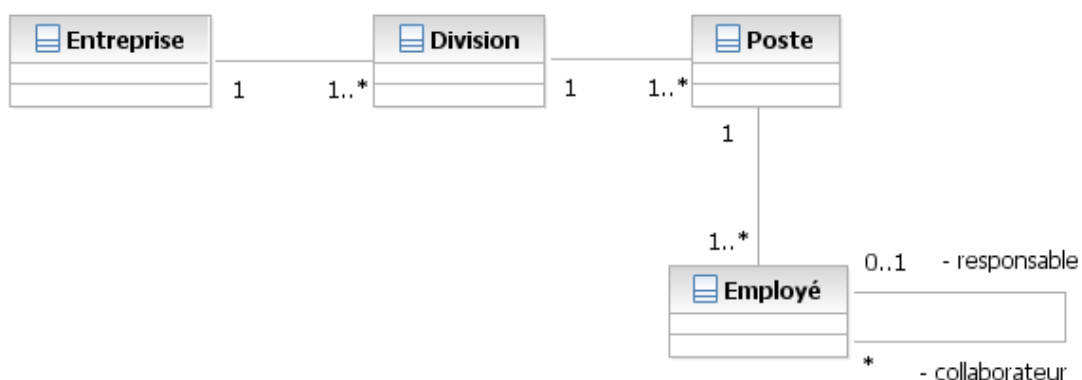 Entreprise
Division
Poste
1
1..*
1
1..*
1
1..*
Employé
0..1
- responsable
*
- collaborateur